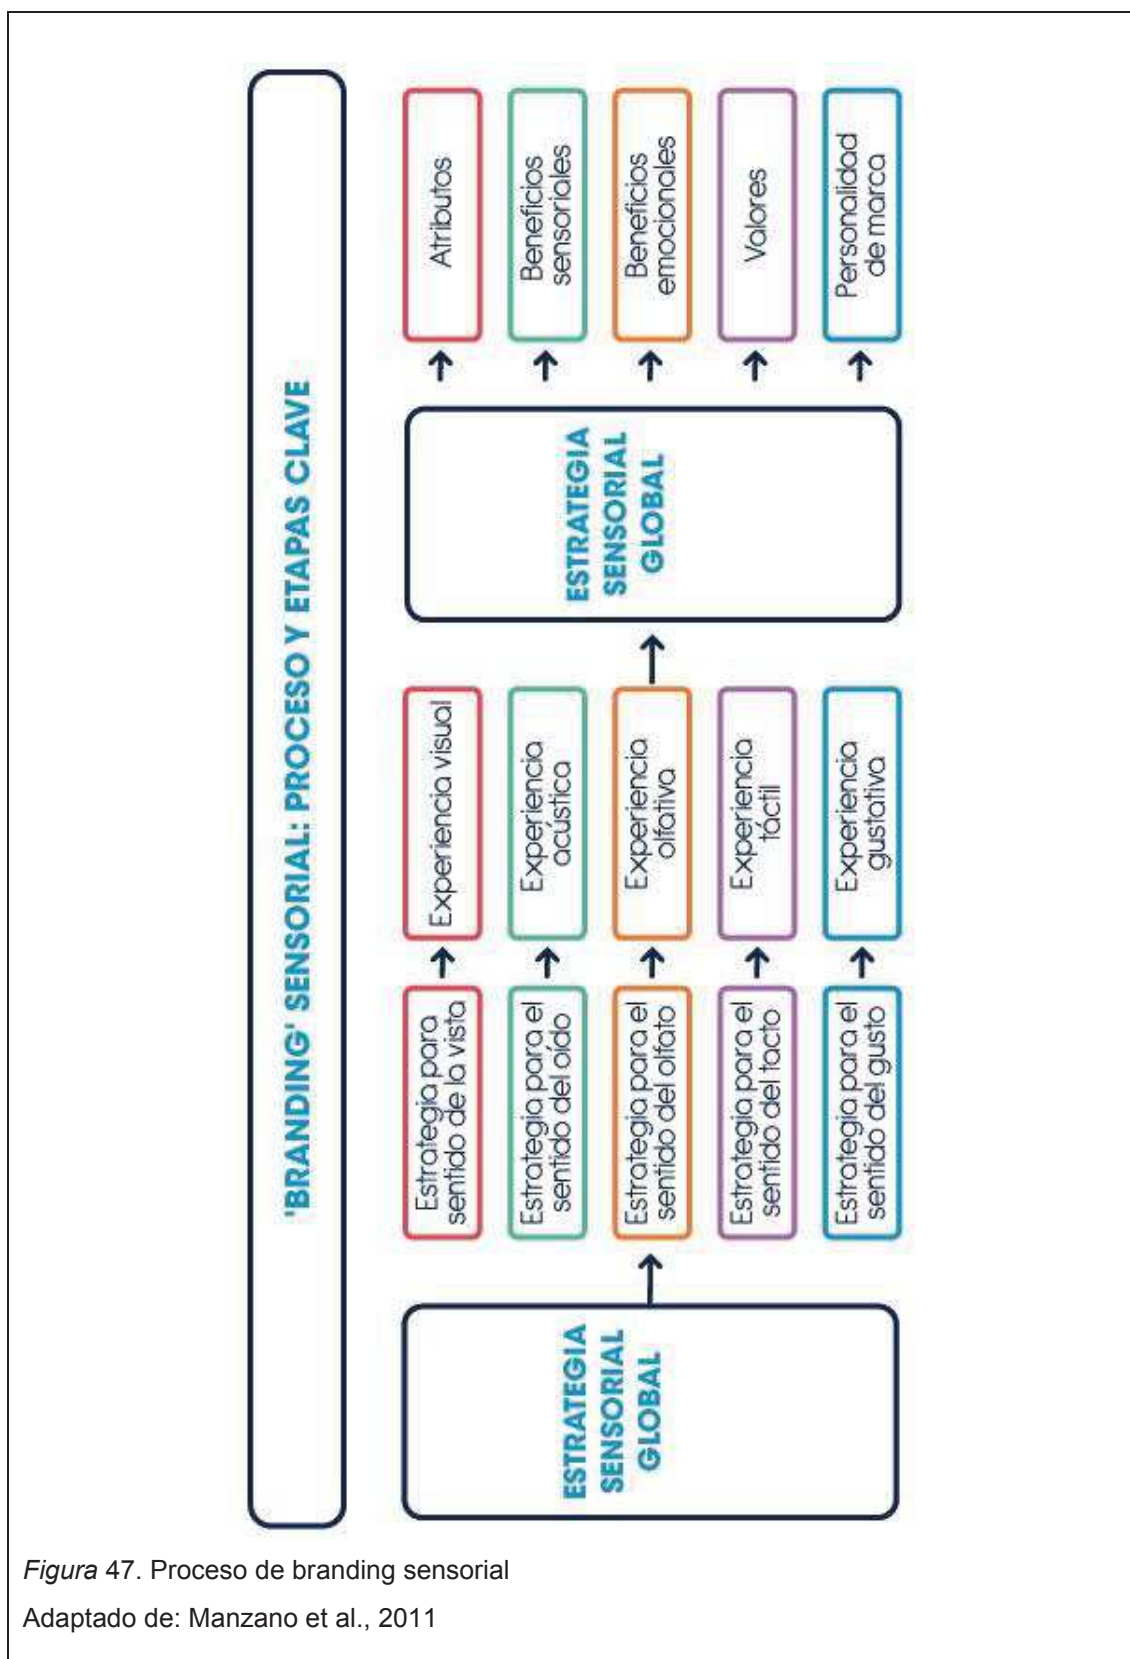 'BRANDING' SENSORIAL: PROCESO Y ETAPAS CLAVE
ESTRATEGIA
SENSORIAL
GLOBAL
Estrategia para
sentido de la vista
Estrategia para el
sentido del oído
Estrategia para el
sentido del olfato
Estrategia para el
sentido del tacto
Estrategia para el
sentido del gusto
Experiencia visual
Experiencia
acústica
Experiencia
olfativa
Experiencia
táctil
Experiencia
gustativa
ESTRATEGIA
SENSORIAL
GLOBAL
Atributos
Beneficios
sensoriales
Beneficios
emocionales
Valores
Personalidad
de marca
Figura 47. Proceso de branding sensorial
Adaptado de: Manzano et al., 2011